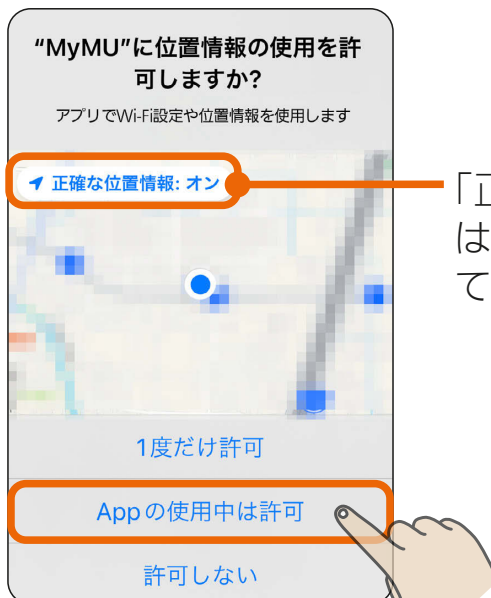 “MyMU”に位置情報の使用を許
可しますか?
アプリでWi-Fi設定や位置情報を使用します
正確な位置情報: オン
「正
は
て
1度だけ許可
Appの使用中は許可
許可しない